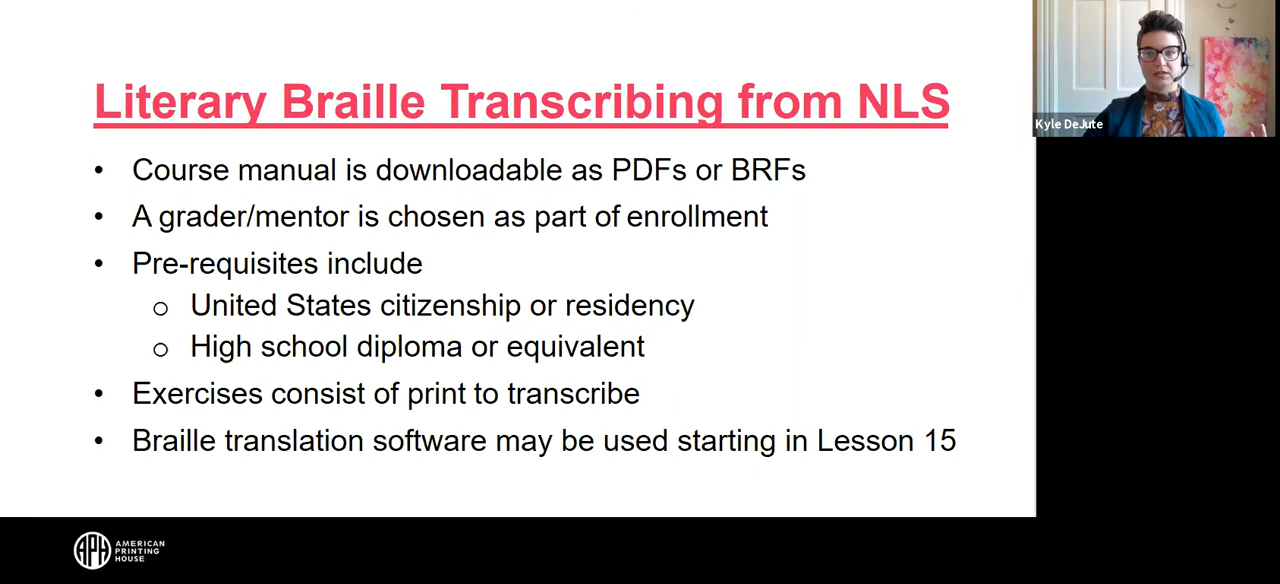 Literary Braille Transcribing from NLS
• Course manual is downloadable as PDFs or BRFs
• A grader/mentor is chosen as part of enrollment
• Pre-requisites include
o United States citizenship or residency
o High school diploma or equivalent
• Exercises consist of print to transcribe
• Braille translation software may be used starting in Lesson 15
Kyle DeJute
APH
AMERICAN
PRINTING
HOUSE